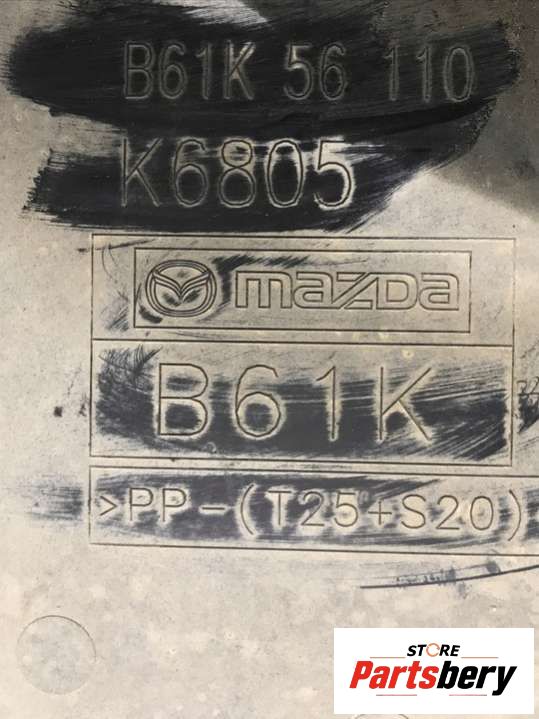 B61K 56 110
K6805
mazda
B61K
>PP-(T25+S20)
STORE
Partsbery